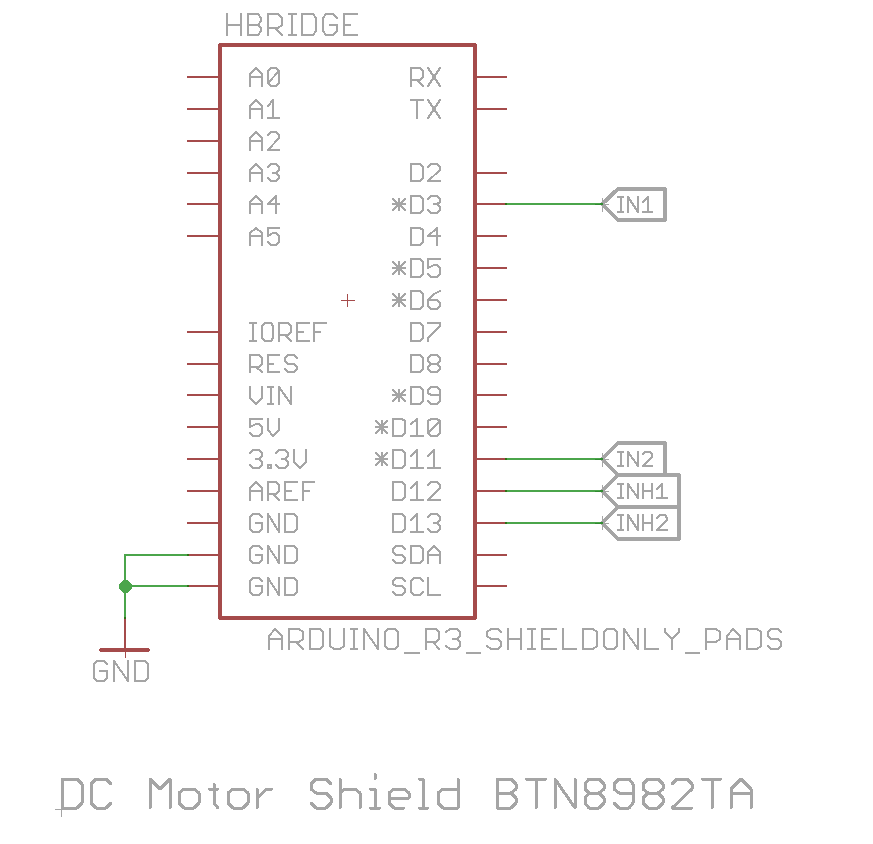 HBRIDGE
A0 RX
A1 TX
A2
A3 D2
A4 *D3 IN1
A5 D4
*D5
*D6
IOREF D7
RES D8
VIN *D9
5V *D10
3.3V *D11 IN2
AREF D12 INH1
GND D13 INH2
GND SDA
GND SCL
ARDUINO_R3_SHIELDONLY_PADS
GND
DC Motor Shield BTN8982TA